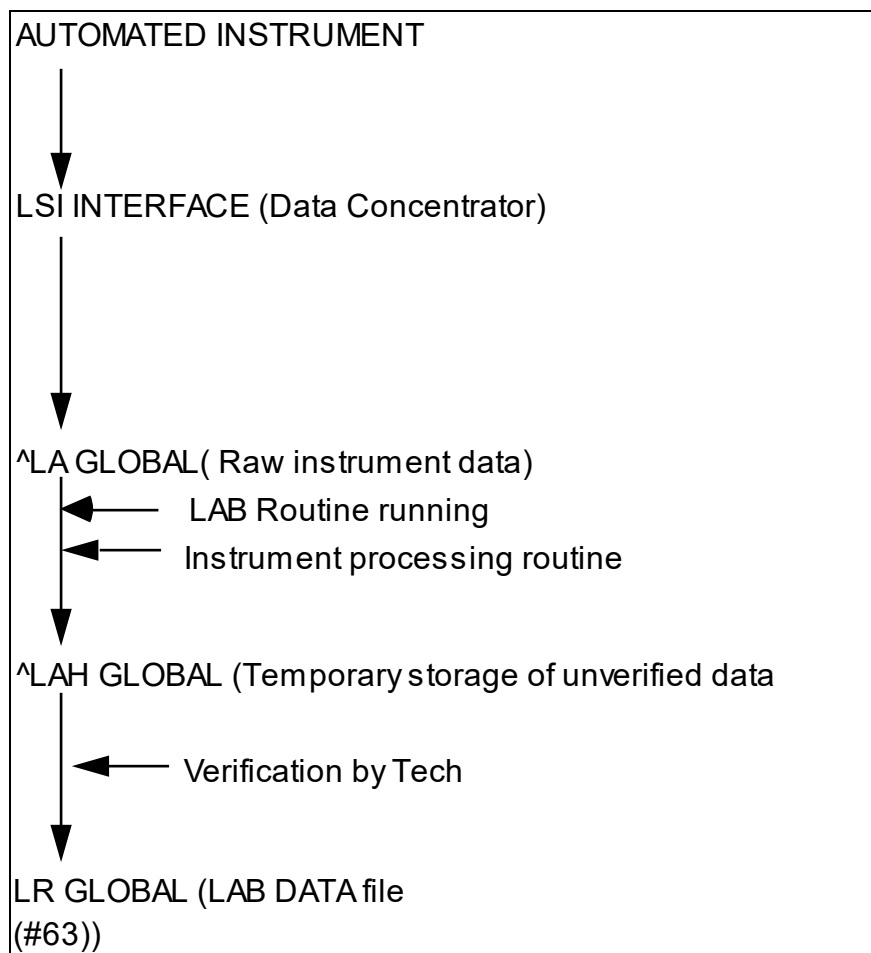 AUTOMATED INSTRUMENT
LSI INTERFACE (Data Concentrator)
^LA GLOBAL( Raw instrument data)
LAB Routine running
Instrument processing routine
^LAH GLOBAL (Temporary storage of unverified data
Verification by Tech
LR GLOBAL (LAB DATA file
(#63))